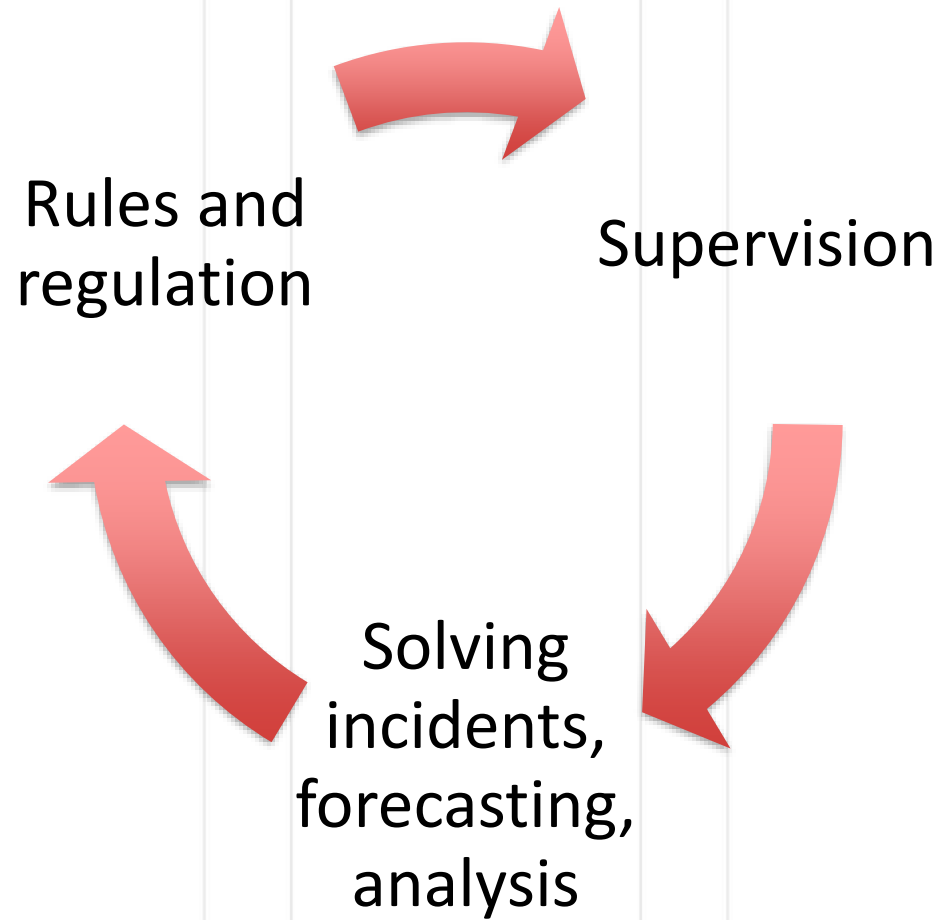 Rules and
regulation
Supervision
Solving
incidents,
forecasting,
analysis